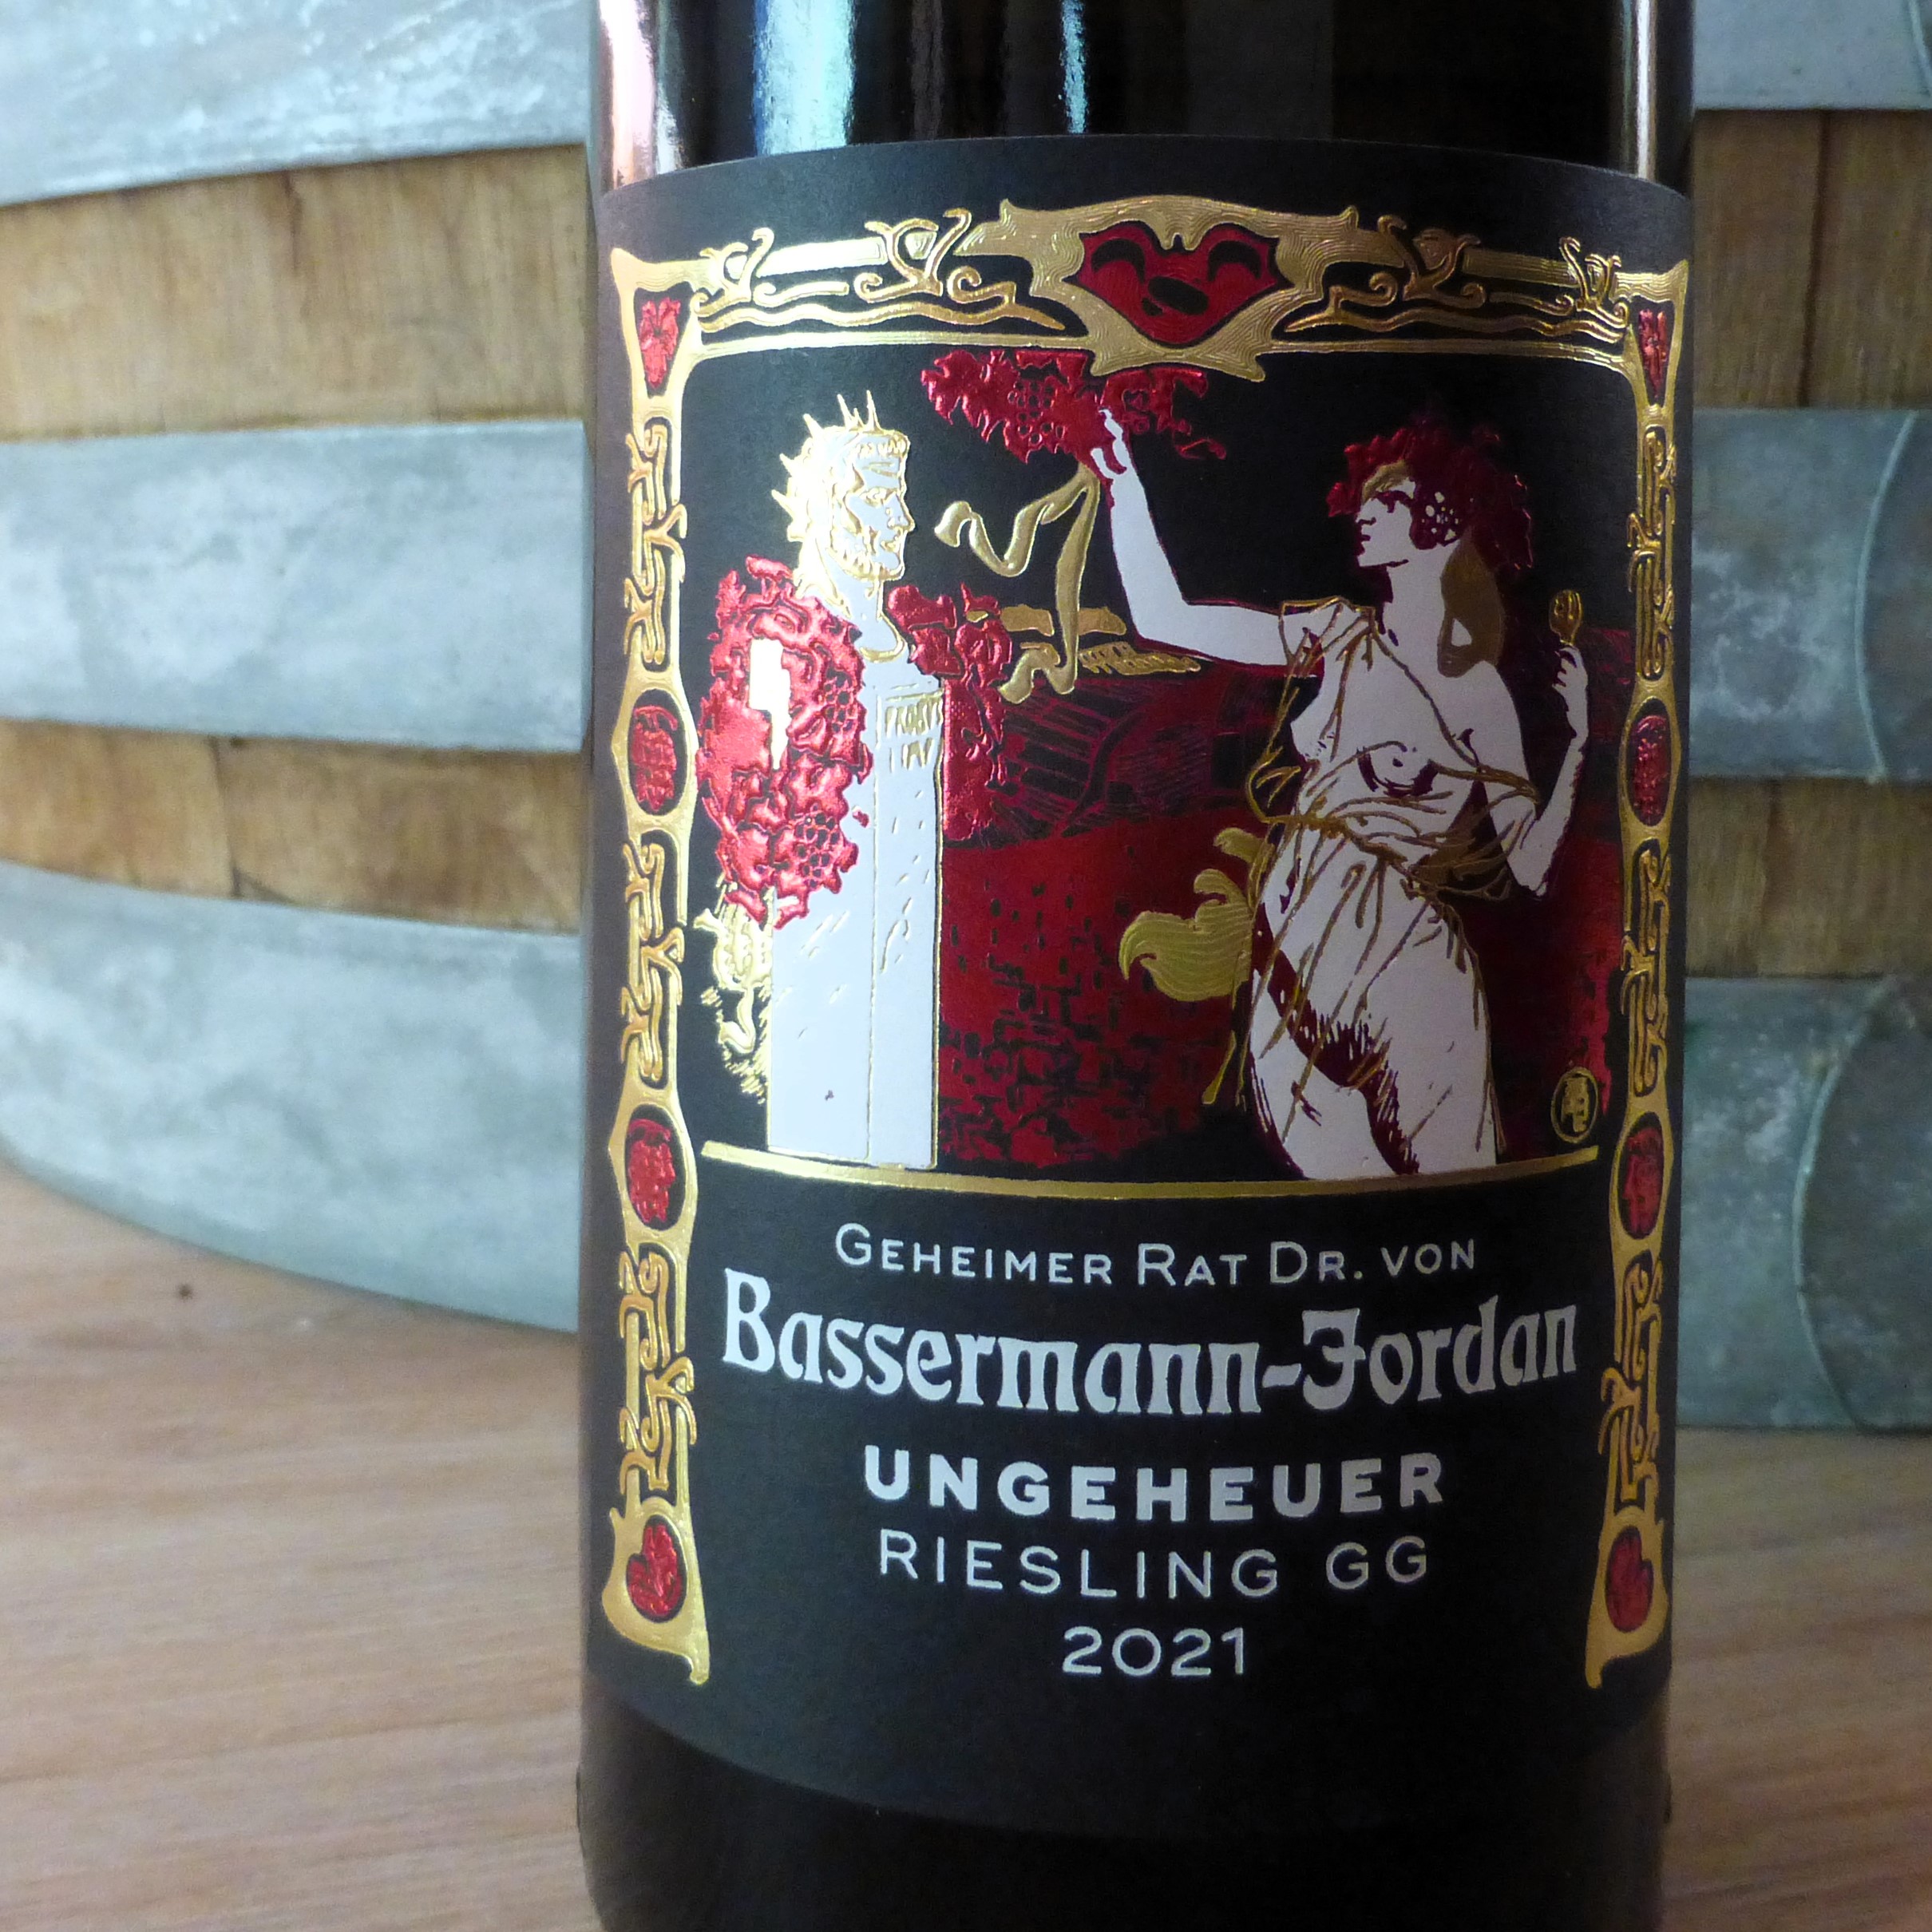 GEHEIMER RAT DR. VON
Bassermann-Jordan
UNGEHEUER
RIESLING GG
2021